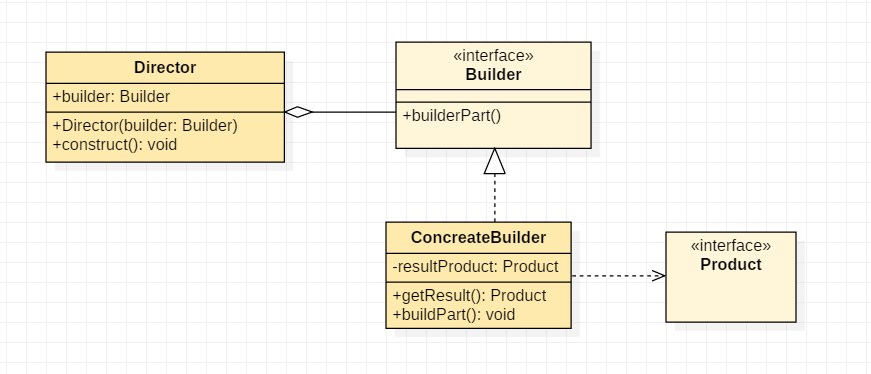 Director
+builder: Builder
+Director(builder: Builder)
+construct(): void
«interface»
Builder
+builderPart()
ConcreateBuilder
-resultProduct: Product
+getResult(): Product
+buildPart(): void
«interface»
Product